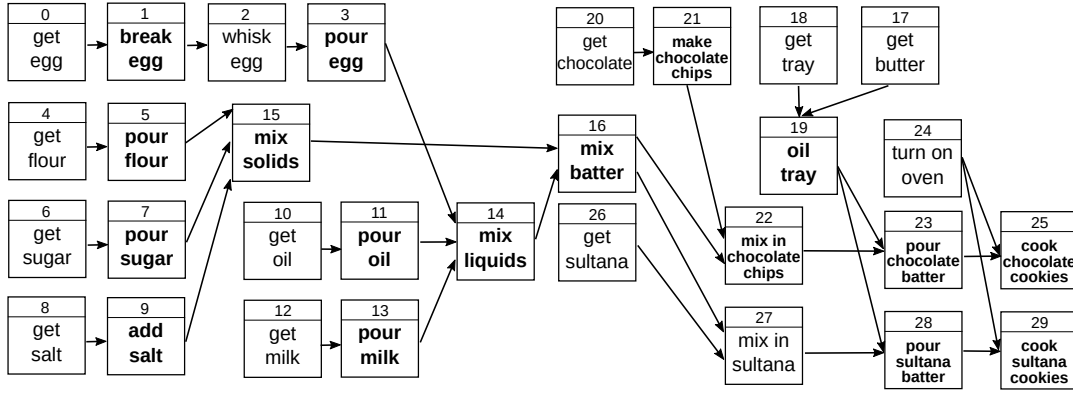 0
get
egg
1
break
egg
2
whisk
egg
3
pour
egg
20
get
chocolate
21
make
chocolate
chips
18
get
tray
17
get
butter
4
get
flour
5
pour
flour
15
mix
solids
16
mix
batter
19
oil
tray
24
turn on
oven
6
get
sugar
7
pour
sugar
10
get
oil
11
pour
oil
14
mix
liquids
26
get
sultana
22
mix in
chocolate
chips
23
pour
chocolate
batter
25
cook
chocolate
cookies
8
get
salt
9
add
salt
12
get
milk
13
pour
milk
27
mix in
sultana
28
pour
sultana
batter
29
cook
sultana
cookies